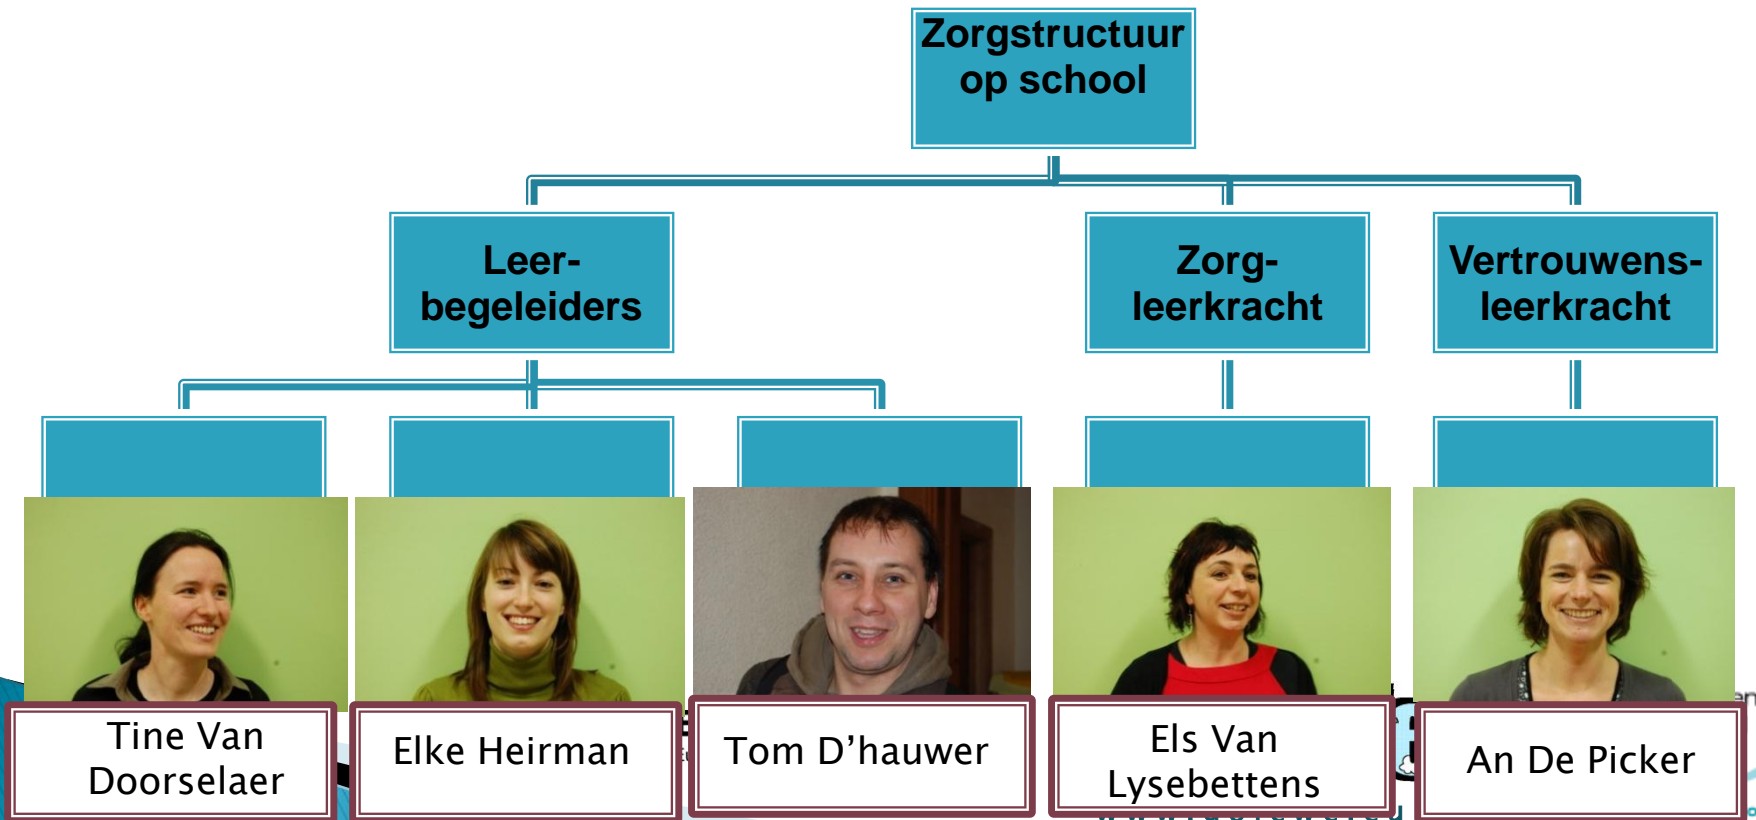 Zorgstructuur
op school
Leer-
begeleiders
Zorg-
leerkracht
Vertrouwens-
leerkracht
Tine Van
Doorselaer
Elke Heirman
Tom D’hauwer
Els Van
Lysebettens
An De Picker